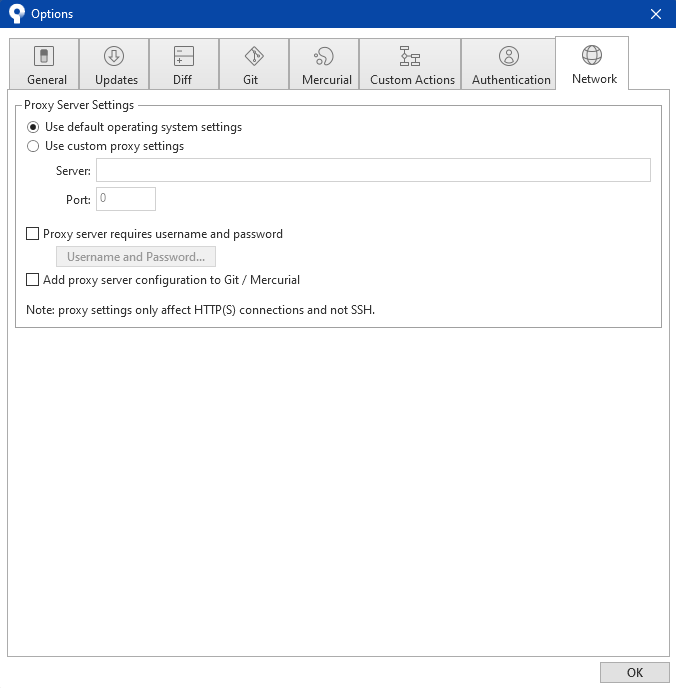 Options
General Updates Diff Git Mercurial Custom Actions Authentication Network
Proxy Server Settings
Use default operating system settings
Use custom proxy settings
Server:
Port: 0
Proxy server requires username and password
Username and Password...
Add proxy server configuration to Git / Mercurial
Note: proxy settings only affect HTTP(S) connections and not SSH.
OK